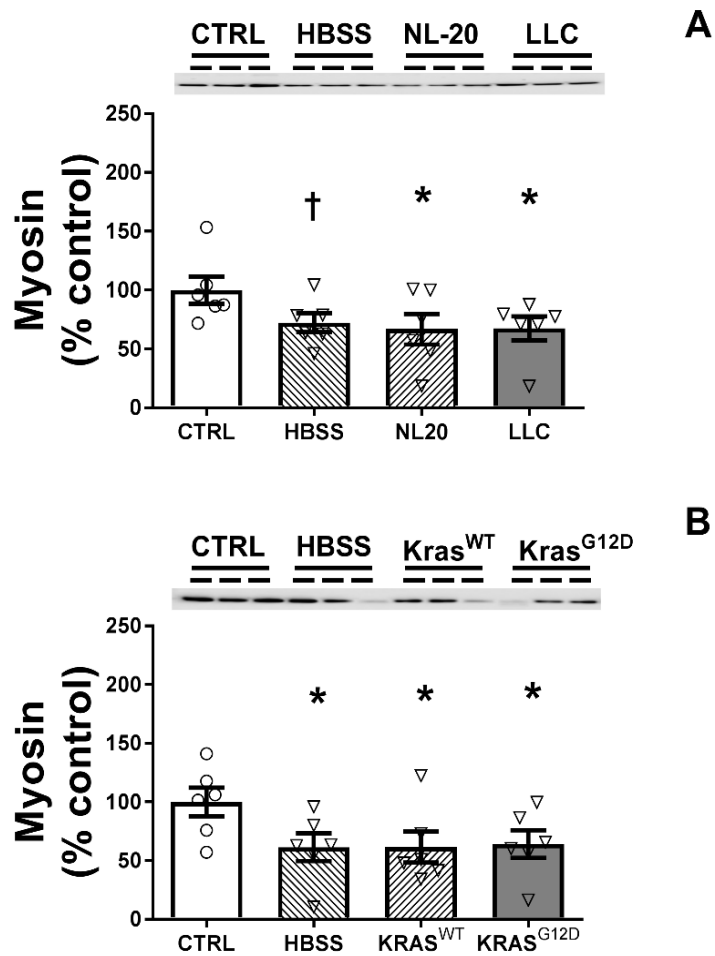 A
CTRL HBSS NL-20 LLC
250
200
150
100
50
0
Myosin
(% control)
† * *
CTRL HBSS NL20 LLC
B
CTRL HBSS Kras^WT Kras^G12D
250
200
150
100
50
0
Myosin
(% control)
* * *
CTRL HBSS KRAS^WT KRAS^G12D